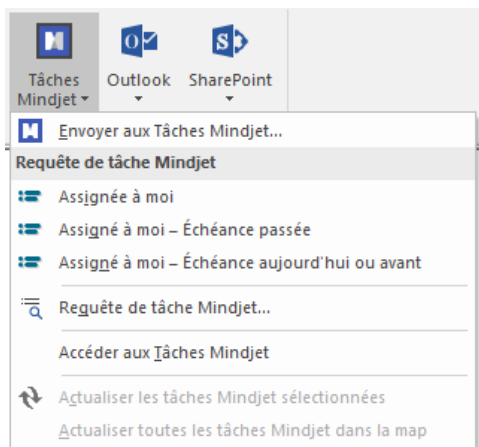 Tâches Outlook SharePoint
Mindjet
Envoyer aux Tâches Mindjet...
Requête de tâche Mindjet
Assignée à moi
Assigné à moi – Échéance passée
Assigné à moi – Échéance aujourd'hui ou avant
Requête de tâche Mindjet...
Accéder aux Tâches Mindjet
Actualiser les tâches Mindjet sélectionnées
Actualiser toutes les tâches Mindjet dans la map